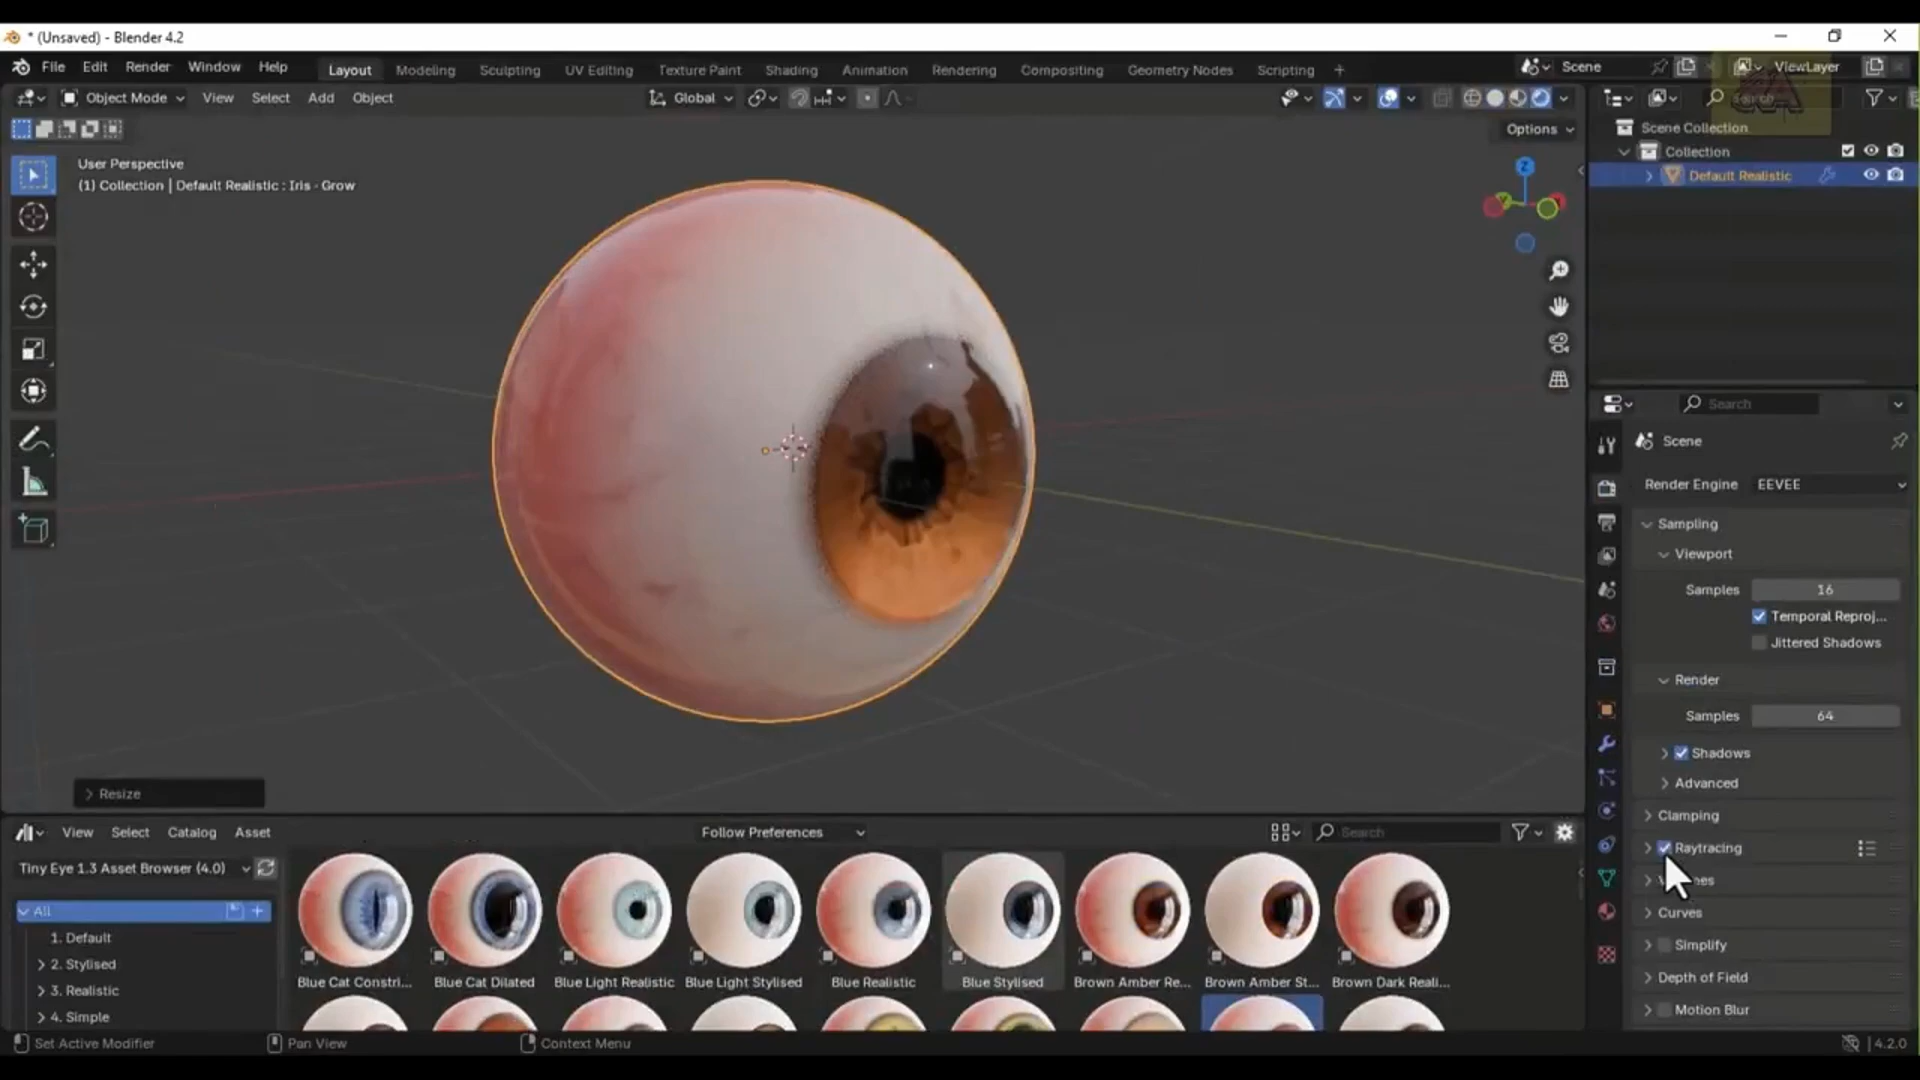 * (Unsaved) - Blender 4.2
File Edit Render Window Help
Layout Modeling Sculpting UV Editing Texture Paint Shading Animation Rendering Compositing Geometry Nodes Scripting +
Scene
ViewLayer
Object Mode View Select Add Object
Global
Options
User Perspective
(1) Collection | Default Realistic : Iris - Grow
Z
Resize
Scene Collection
Collection
Default Realistic
Search
Scene
Render Engine EEVEE
Sampling
Viewport
Samples 16
Temporal Reproj...
Jittered Shadows
Render
Samples 64
Shadows
Advanced
Clamping
Raytracing
Curves
Simplify
Depth of Field
Motion Blur
View Select Catalog Asset
Follow Preferences
Search
Tiny Eye 1.3 Asset Browser (4.0)
All
1. Default
2. Stylised
3. Realistic
4. Simple
Blue Cat Constri...
Blue Cat Dilated
Blue Light Realistic
Blue Light Stylised
Blue Realistic
Blue Stylised
Brown Amber Re...
Brown Amber St...
Brown Dark Reali...
Set Active Modifier
Pan View
Context Menu
4.2.0